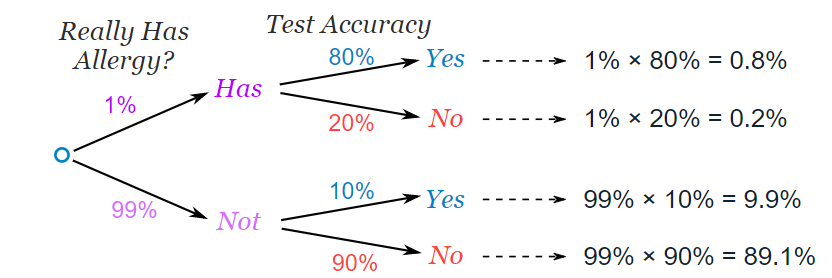 Really Has
Allergy?
Test Accuracy
1%
Has
80%
Yes
1% × 80% = 0.8%
20%
No
1% × 20% = 0.2%
99%
Not
10%
Yes
99% × 10% = 9.9%
90%
No
99% × 90% = 89.1%